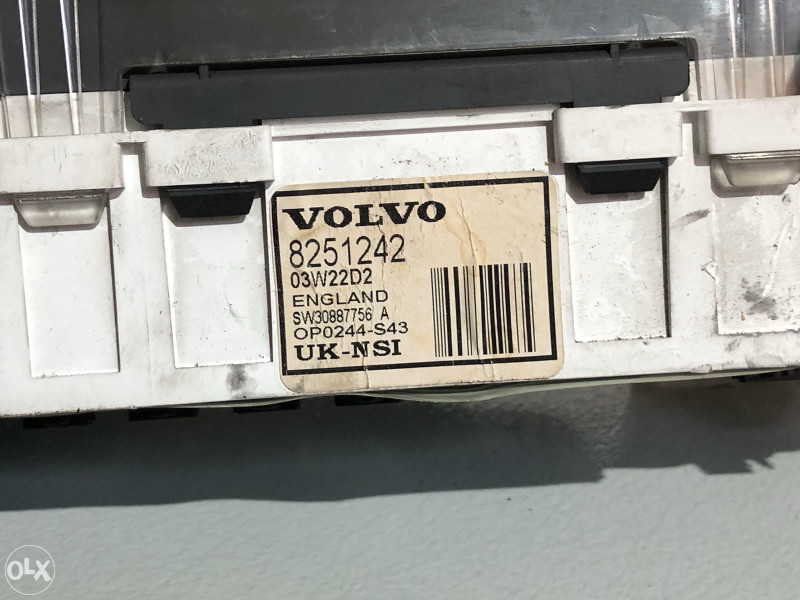 VOLVO
8251242
03W22D2
ENGLAND
SW30887756 A
OP0244-S43
UK-NSI
OLX